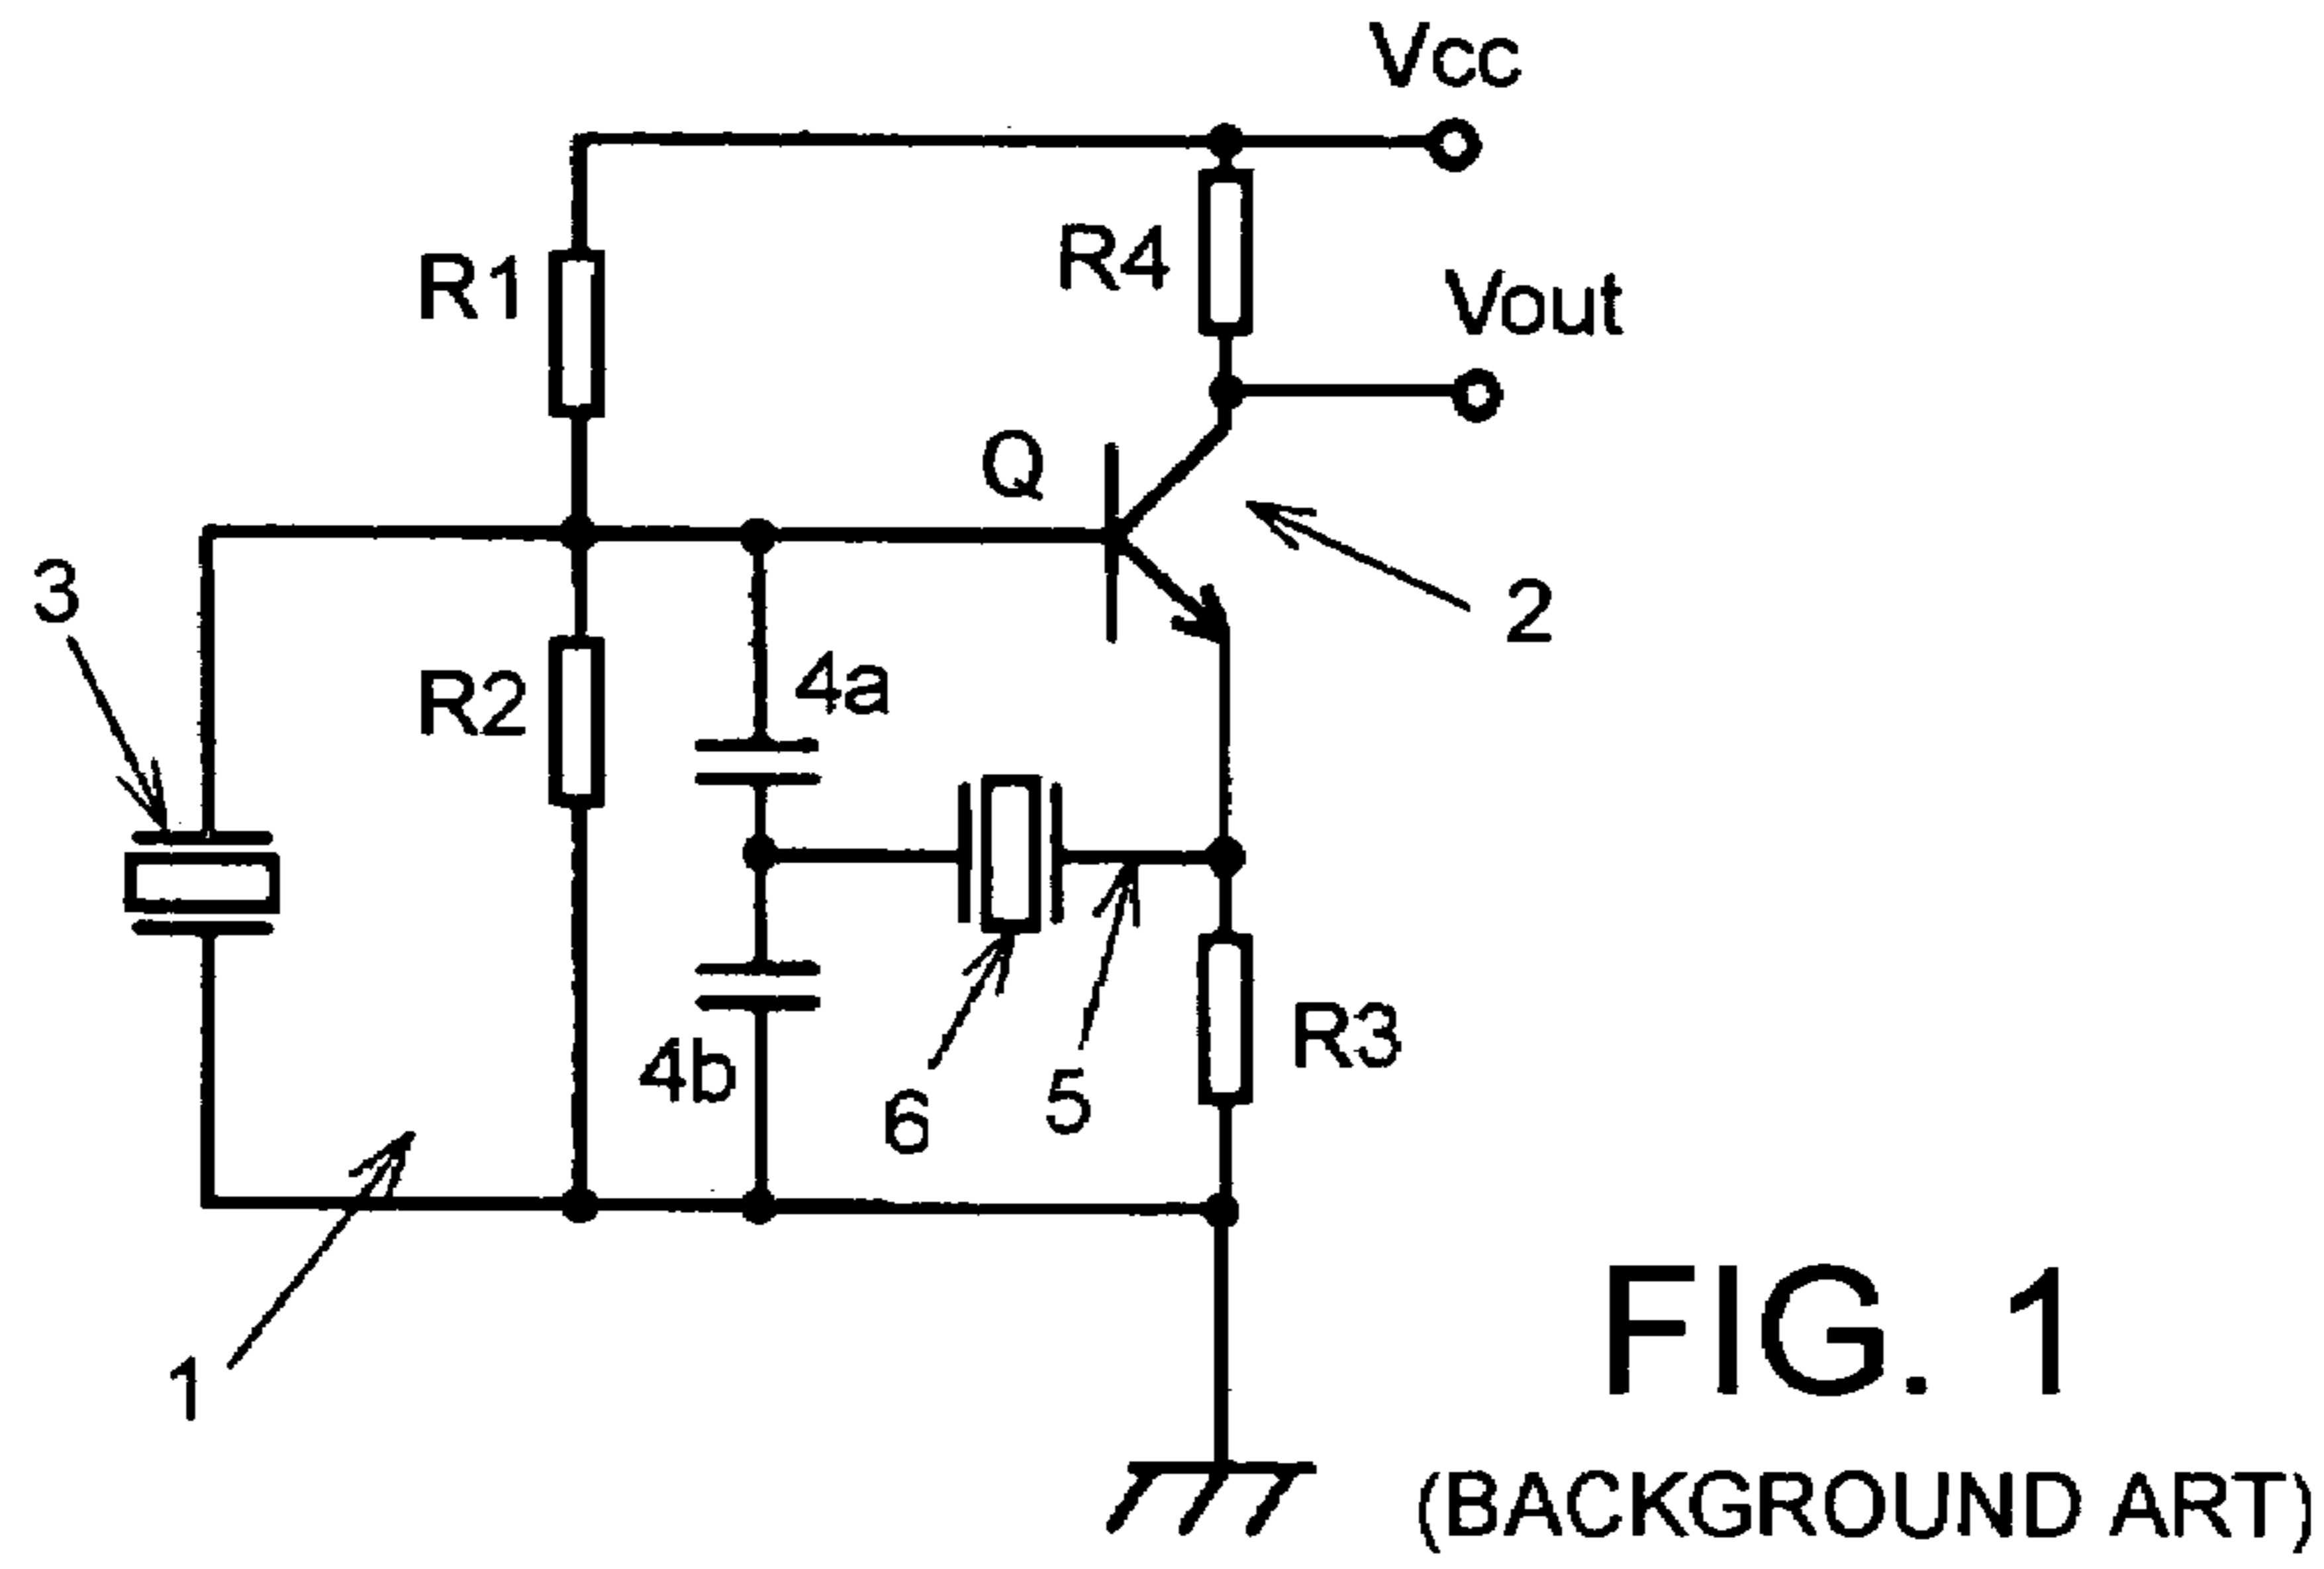 Vcc
R4
R1
Vout
Q
3
2
4a
R2
R3
4b
5
6
1
FIG. 1
(BACKGROUND ART)